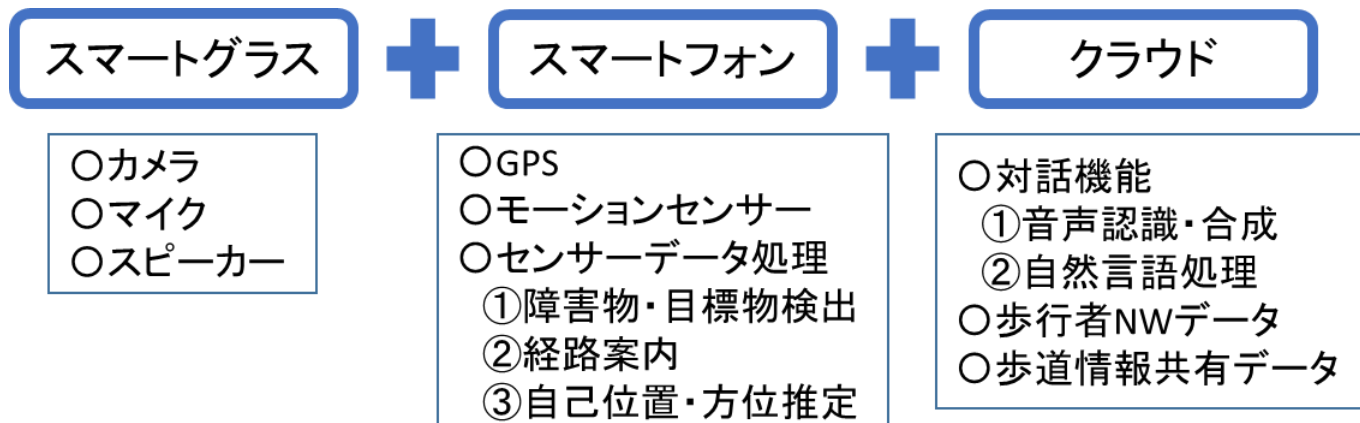 スマートグラス
スマートフォン
クラウド
○カメラ
○マイク
○スピーカー
○GPS
○モーションセンサー
○センサーデータ処理
①障害物・目標物検出
②経路案内
③自己位置・方位推定
○対話機能
①音声認識・合成
②自然言語処理
○歩行者NWデータ
○歩道情報共有データ